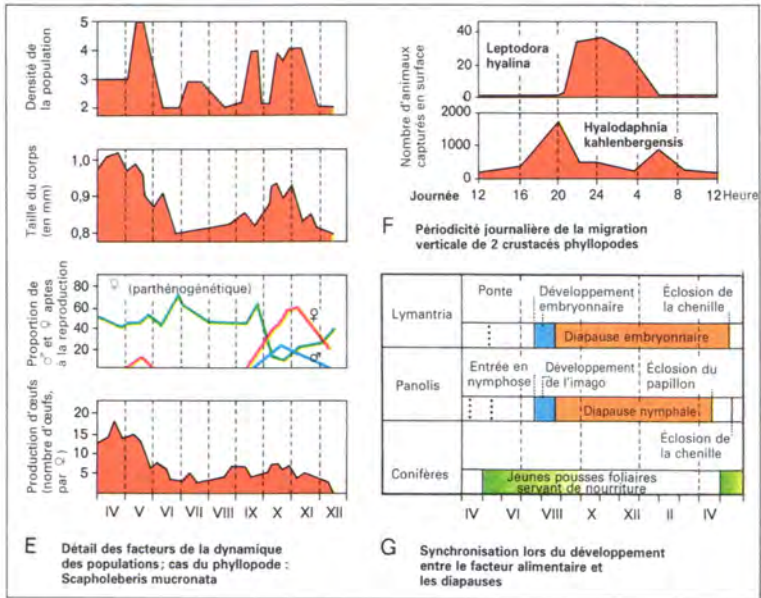 Densité de
la population
5
4
3
2
Taille du corps
(en mm)
1,0
0,9
0,8
Proportion de
♂ et ♀ aptes
à la reproduction
80
60
40
20
♀ (parthénogénétique)
♀
♂
Production d'œufs
(nombre d'œufs,
par ♀)
20
15
10
5
IV V VI VII VIII IX X XI XII
E Détail des facteurs de la dynamique
des populations; cas du phyllopode :
Scapholeberis mucronata
Nombre d'animaux
capturés en surface
40
20
0
Leptodora
hyalina
2000
1000
0
Hyalodaphnia
kahlenbergensis
Journée 12 16 20 24 4 8 12 Heure
F Périodicité journalière de la migration
verticale de 2 crustacés phyllopodes
Lymantria
Ponte
Développement
embryonnaire
Éclosion de
la chenille
Diapause embryonnaire
Panolis
Entrée en
nymphose
Développement
de l'imago
Éclosion du
papillon
Diapause nymphale
Éclosion de
la chenille
Conifères
Jeunes pousses foliaires
servant de nourriture
IV VI VIII X XII II IV
G Synchronisation lors du développement
entre le facteur alimentaire et
les diapauses